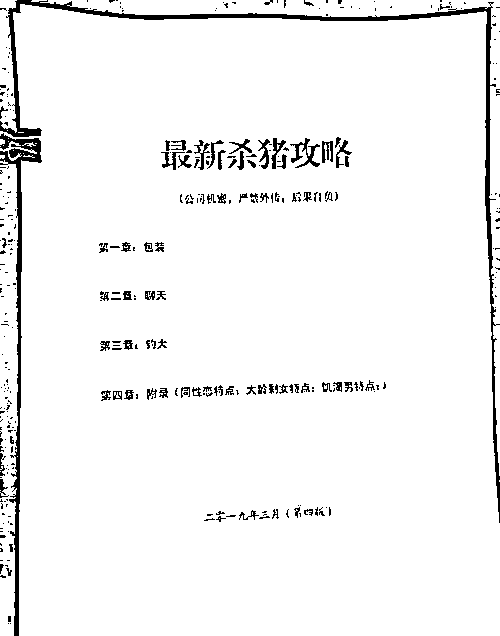 最新杀猪攻略
(公司机密,严禁外传,后果自负)
第一章:包装
第二章:聊天
第三章:钓大
第四章:附录(同性恋特点;大龄剩女特点;饥渴男特点;)
二零一九年三月(第四版)